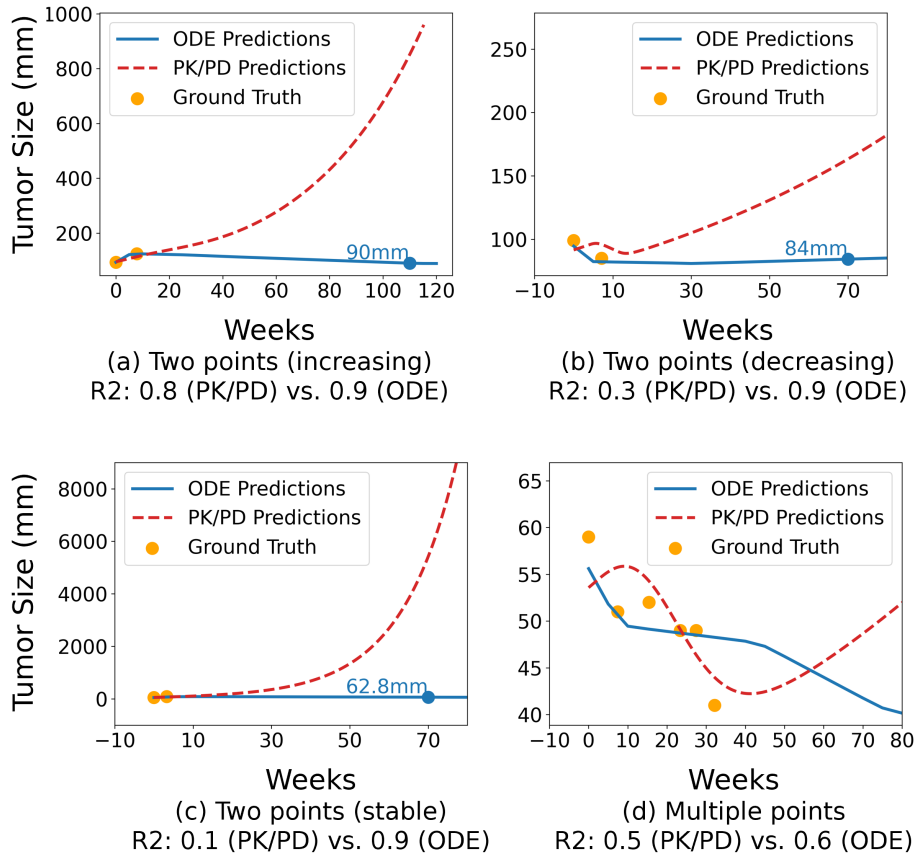 Tumor Size (mm)
1000
800
600
400
200
0 20 40 60 80 100 120
ODE Predictions
PK/PD Predictions
Ground Truth
90mm
Weeks
(a) Two points (increasing)
R2: 0.8 (PK/PD) vs. 0.9 (ODE)
250
200
150
100
−10 0 10 30 50 70
ODE Predictions
PK/PD Predictions
Ground Truth
84mm
Weeks
(b) Two points (decreasing)
R2: 0.3 (PK/PD) vs. 0.9 (ODE)
Tumor Size (mm)
8000
6000
4000
2000
0
−10 0 10 30 50 70
ODE Predictions
PK/PD Predictions
Ground Truth
62.8mm
Weeks
(c) Two points (stable)
R2: 0.1 (PK/PD) vs. 0.9 (ODE)
65
60
55
50
45
40
−10 0 10 20 30 40 50 60 70 80
ODE Predictions
PK/PD Predictions
Ground Truth
Weeks
(d) Multiple points
R2: 0.5 (PK/PD) vs. 0.6 (ODE)